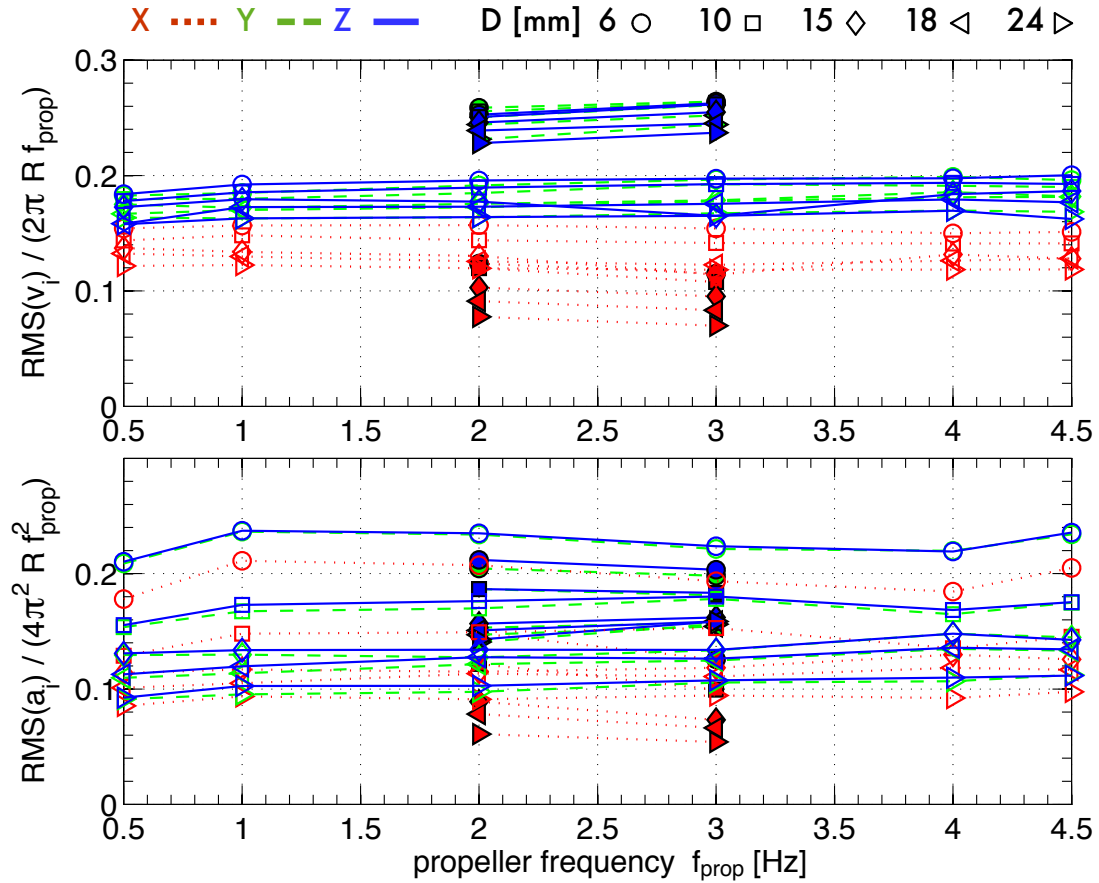 X Y Z D [mm] 6 10 15 18 24
0.3
0.2
0.1
0
RMS(v_i) / (2π R f_prop)
0.5 1 1.5 2 2.5 3 3.5 4 4.5
0.2
0.1
0
RMS(a_i) / (4π² R f²_prop)
0.5 1 1.5 2 2.5 3 3.5 4 4.5
propeller frequency f_prop [Hz]